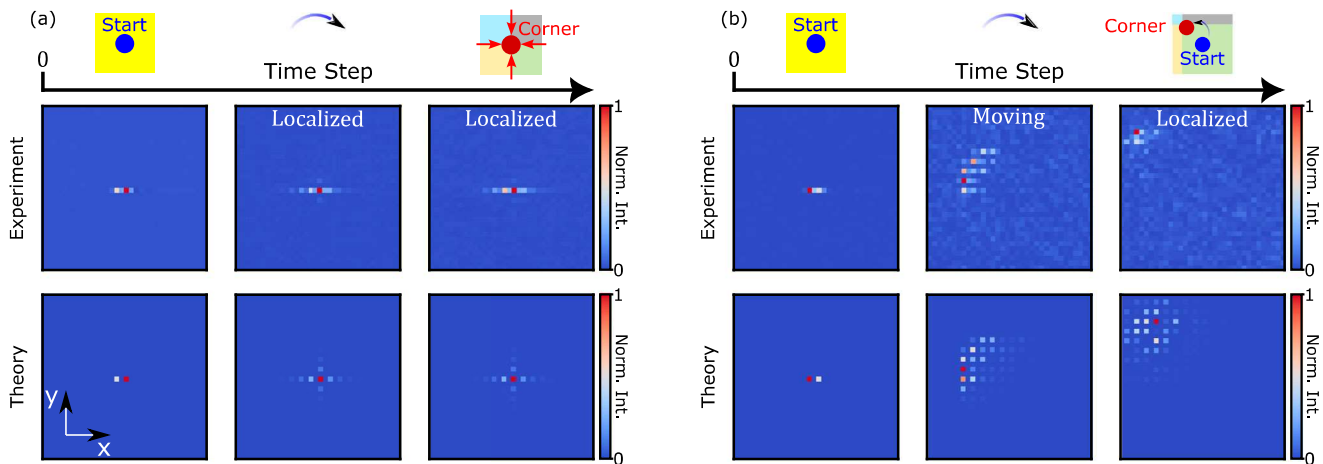 (a)
Start
Corner
0
Time Step
Experiment
Localized
Localized
1
Norm. Int.
0
Theory
y
x
1
Norm. Int.
0
(b)
Start
Corner
Start
0
Time Step
Experiment
Moving
Localized
1
Norm. Int.
0
Theory
1
Norm. Int.
0